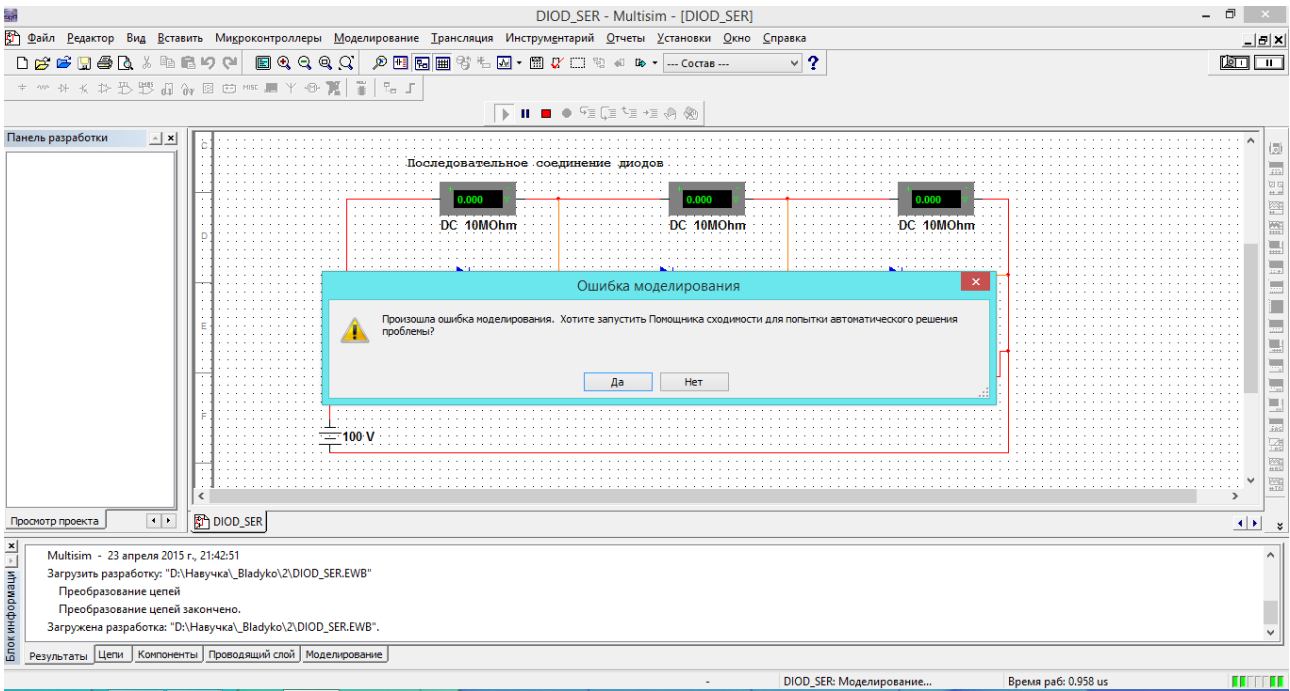 DIOD_SER - Multisim - [DIOD_SER]
Файл Редактор Вид Вставить Микроконтроллеры Моделирование Трансляция Инструментарий Отчеты Установки Окно Справка
--- Состав ---
MISC
Панель разработки
C
Последовательное соединение диодов
0.000 V
0.000 V
0.000 V
DC 10MOhm
DC 10MOhm
DC 10MOhm
D
Ошибка моделирования
Произошла ошибка моделирования. Хотите запустить Помощника сходимости для попытки автоматического решения
проблемы?
E
Да
Нет
F
100 V
Просмотр проекта
DIOD_SER
Multisim - 23 апреля 2015 г., 21:42:51
Загрузить разработку: "D:\Навучка\_Bladyko\2\DIOD_SER.EWB"
Преобразование цепей
Преобразование цепей закончено.
Загружена разработка: "D:\Навучка\_Bladyko\2\DIOD_SER.EWB".
Блок информаци
Результаты Цепи Компоненты Проводящий слой Моделирование
-
DIOD_SER: Моделирование...
Время раб: 0.958 us